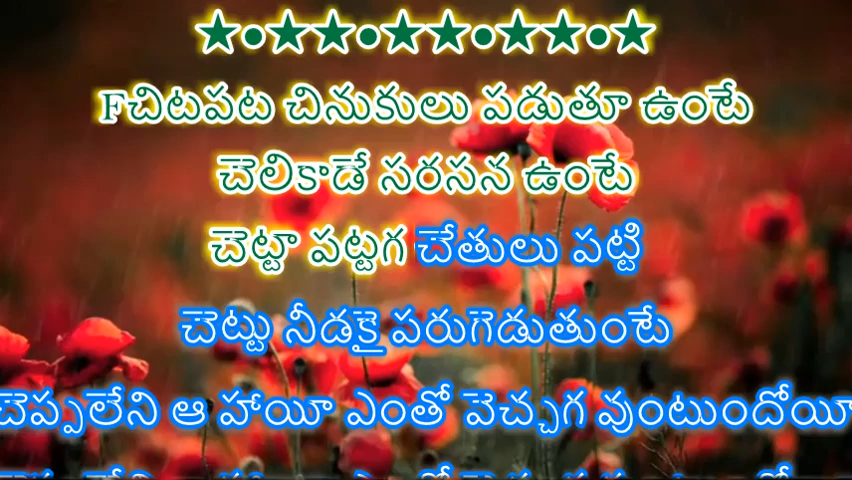 ★•★★•★★•★★•★
Fచిటపట చినుకులు పడుతూ ఉంటే
చెలికాడే సరసన ఉంటే
చెట్టా పట్టగ చేతులు పట్టి
చెట్టు నీడకై పరుగెడుతుంటే
చెప్పలేని ఆ హాయీ ఎంతో వెచ్చగ వుంటుందోయీ